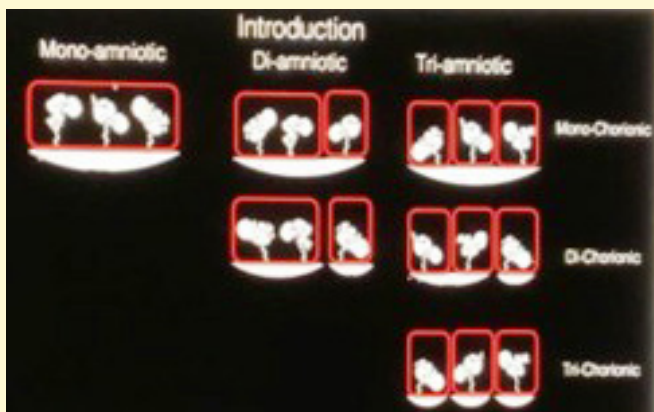 Introduction
Mono-amniotic
Di-amniotic
Tri-amniotic
Mono-Chorionic
Di-Chorionic
Tri-Chorionic